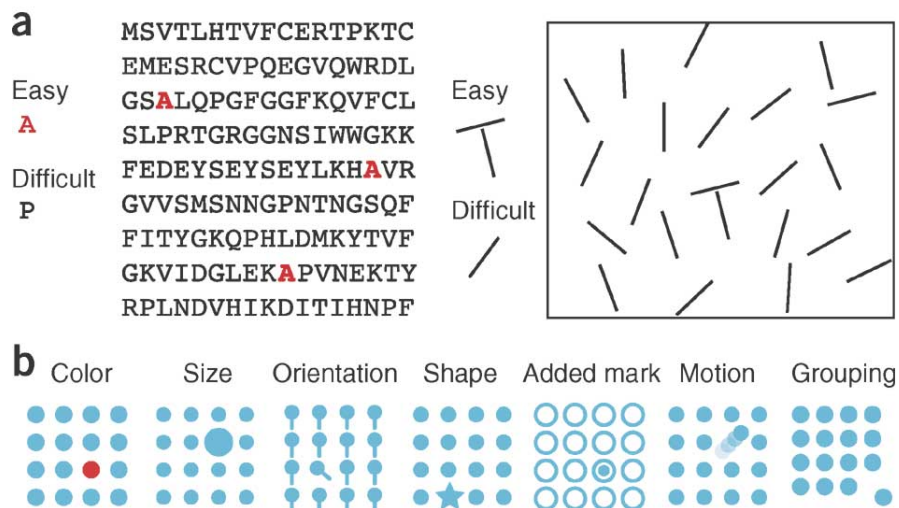 a
Easy
A
Difficult
P
MSVTLHTVFCERTPKTC
EMESRCVPQEGVQWRDL
GSALQPGFGGFKQVFCL
SLPRTGRGGNSIWWGKK
FEDEYSEYSEYLKHAVR
GVVSMSNNGPNTNGSQF
FITYGKQPHLDMKYTVF
GKVIDGLEKAPVNEKTY
RPLNDVHIKDITIHNPF
Easy
Difficult
b
Color Size Orientation Shape Added mark Motion Grouping